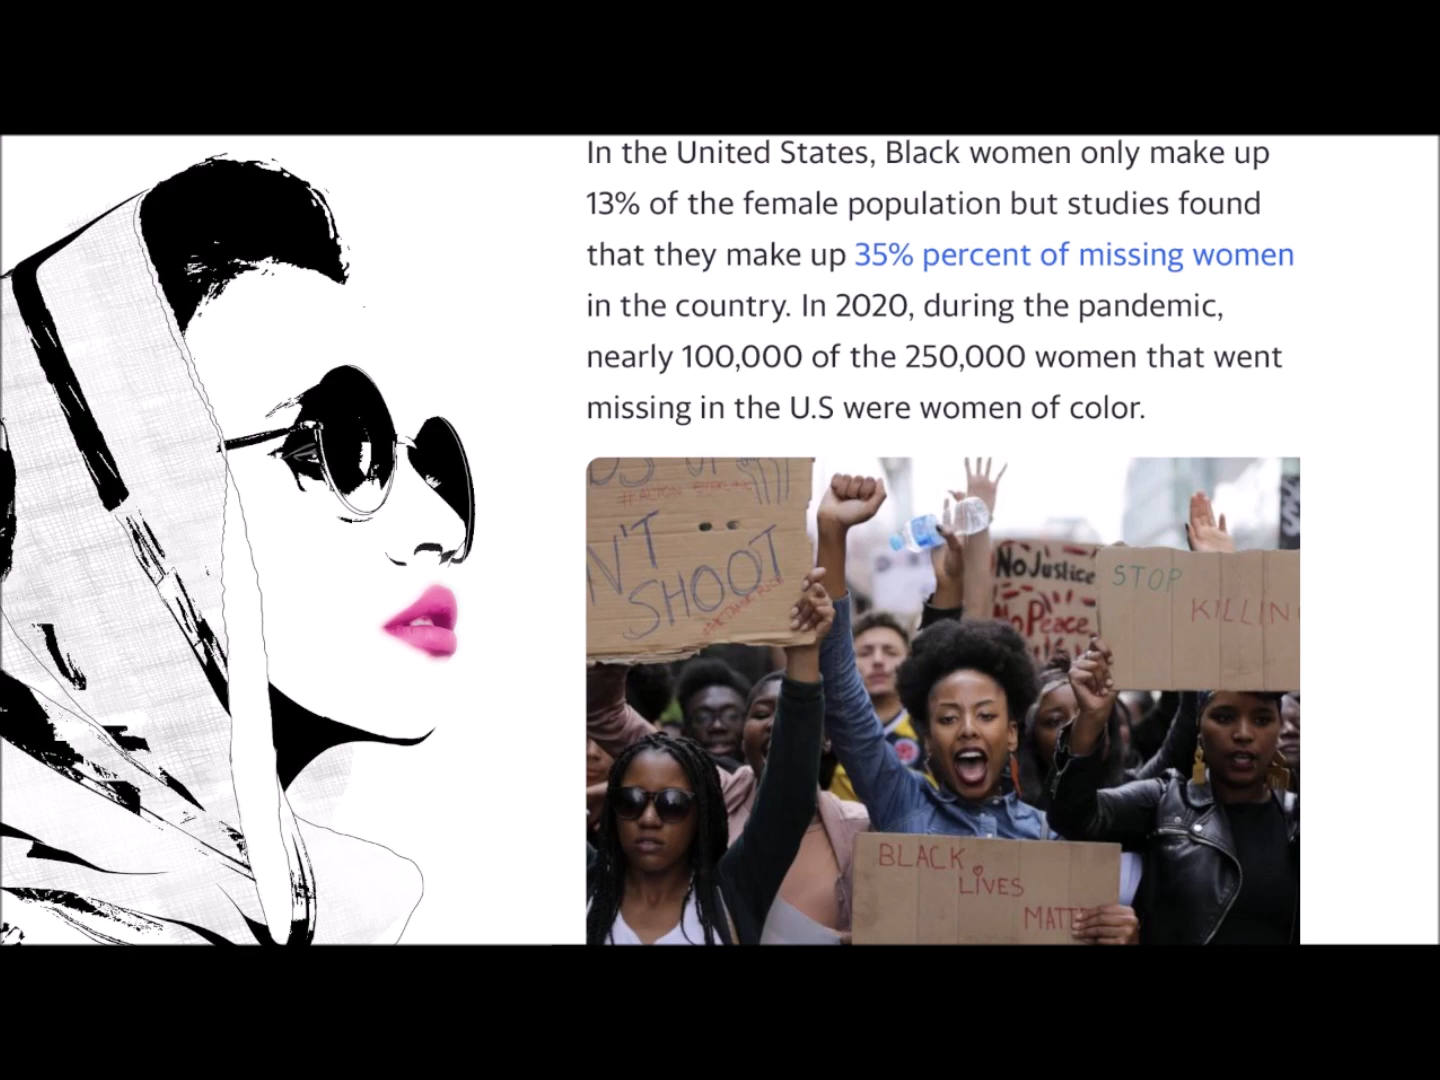 In the United States, Black women only make up
13% of the female population but studies found
that they make up 35% percent of missing women
in the country. In 2020, during the pandemic,
nearly 100,000 of the 250,000 women that went
missing in the U.S were women of color.
N'T
SHOOT
No Justice
No Peace
STOP
KILLIN
BLACK
LIVES
MATT